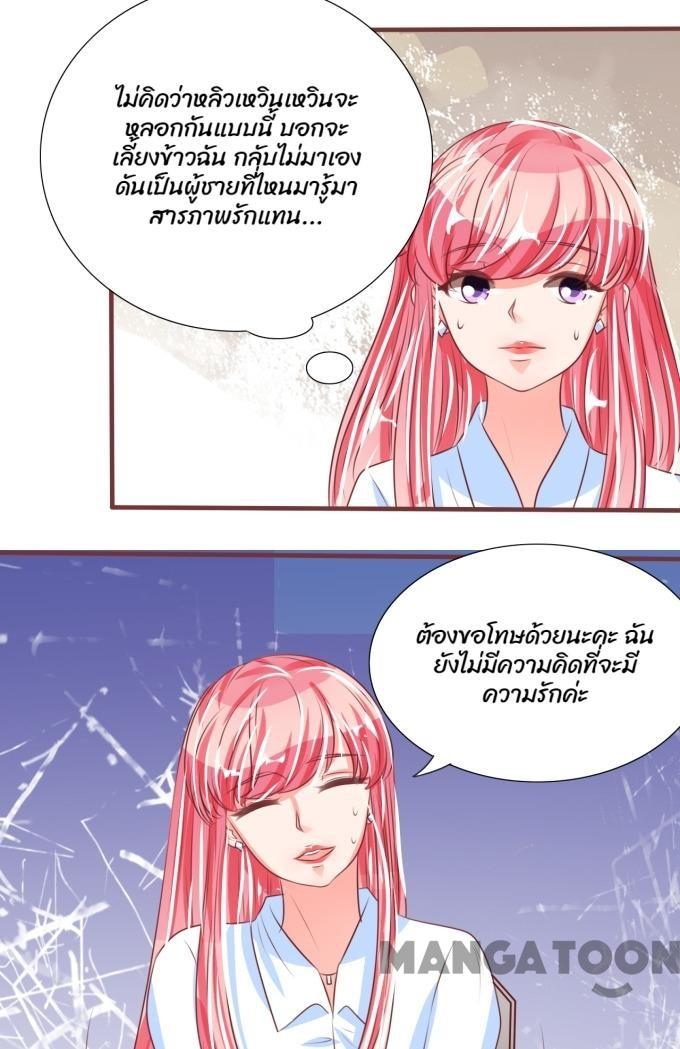 ไม่คิดว่าหลิวเหวินเหวินจะ
หลอกกันแบบนี้ บอกจะ
เลี้ยงข้าวฉัน กลับไม่มาเอง
ดันเป็นผู้ชายที่ไหนมารู้มา
สารภาพรักแทน...
ต้องขอโทษด้วยนะคะ ฉัน
ยังไม่มีความคิดที่จะมี
ความรักค่ะ
MANGATOON